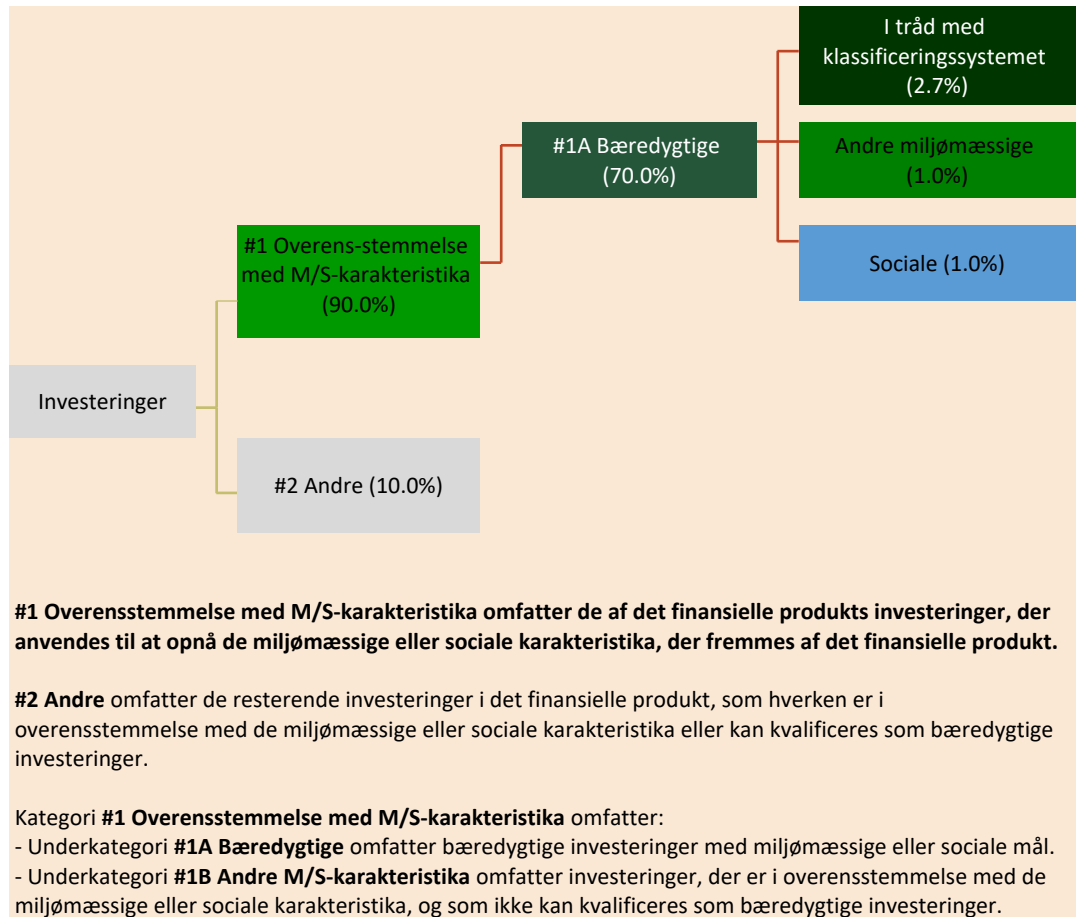 I tråd med
klassificeringssystemet
(2.7%)
#1A Bæredygtige
(70.0%)
Andre miljømæssige
(1.0%)
#1 Overens-stemmelse
med M/S-karakteristika
(90.0%)
Sociale (1.0%)
Investeringer
#2 Andre (10.0%)
#1 Overensstemmelse med M/S-karakteristika omfatter de af det finansielle produkts investeringer, der
anvendes til at opnå de miljømæssige eller sociale karakteristika, der fremmes af det finansielle produkt.
#2 Andre omfatter de resterende investeringer i det finansielle produkt, som hverken er i
overensstemmelse med de miljømæssige eller sociale karakteristika eller kan kvalificeres som bæredygtige
investeringer.
Kategori #1 Overensstemmelse med M/S-karakteristika omfatter:
- Underkategori #1A Bæredygtige omfatter bæredygtige investeringer med miljømæssige eller sociale mål.
- Underkategori #1B Andre M/S-karakteristika omfatter investeringer, der er i overensstemmelse med de
miljømæssige eller sociale karakteristika, og som ikke kan kvalificeres som bæredygtige investeringer.